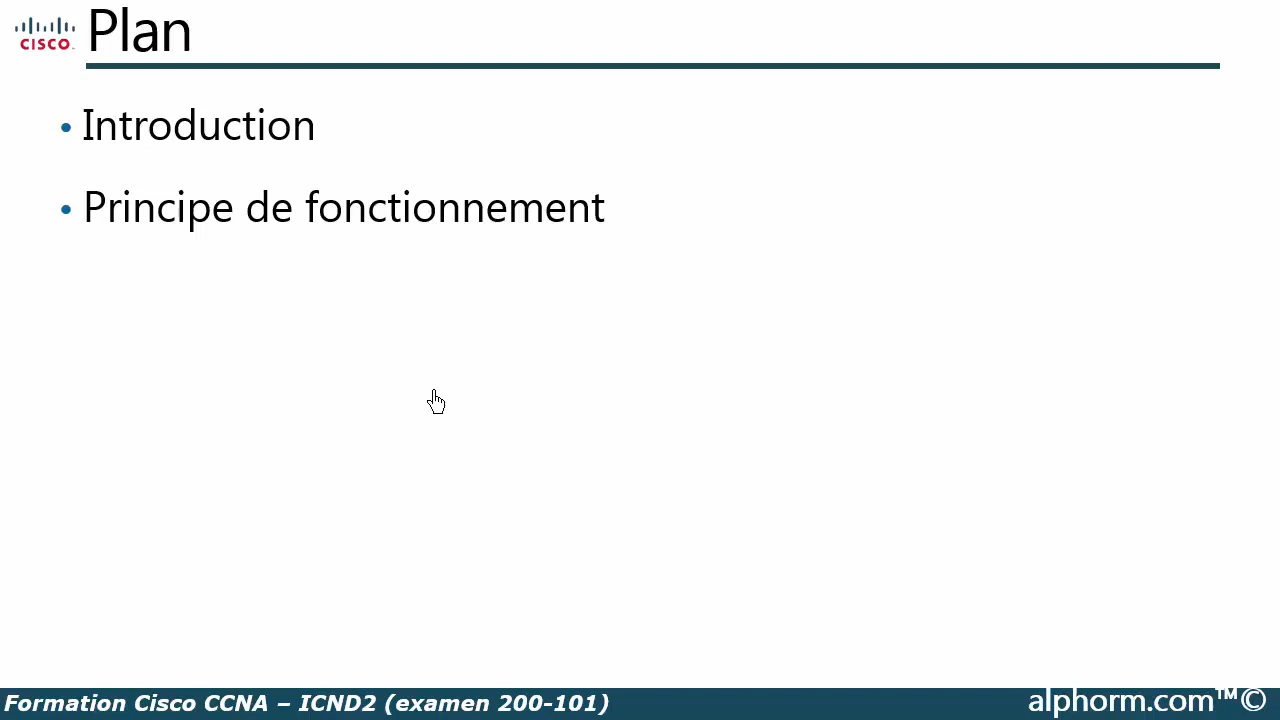 CISCO
Plan
• Introduction
• Principe de fonctionnement
Formation Cisco CCNA – ICND2 (examen 200-101)
alphorm.com™©